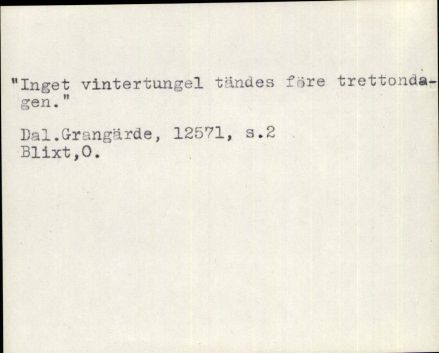 "Inget vintertungel tändes före trettonda-
gen."
Dal.Grangärde, 12571, s.2
Blixt,O.